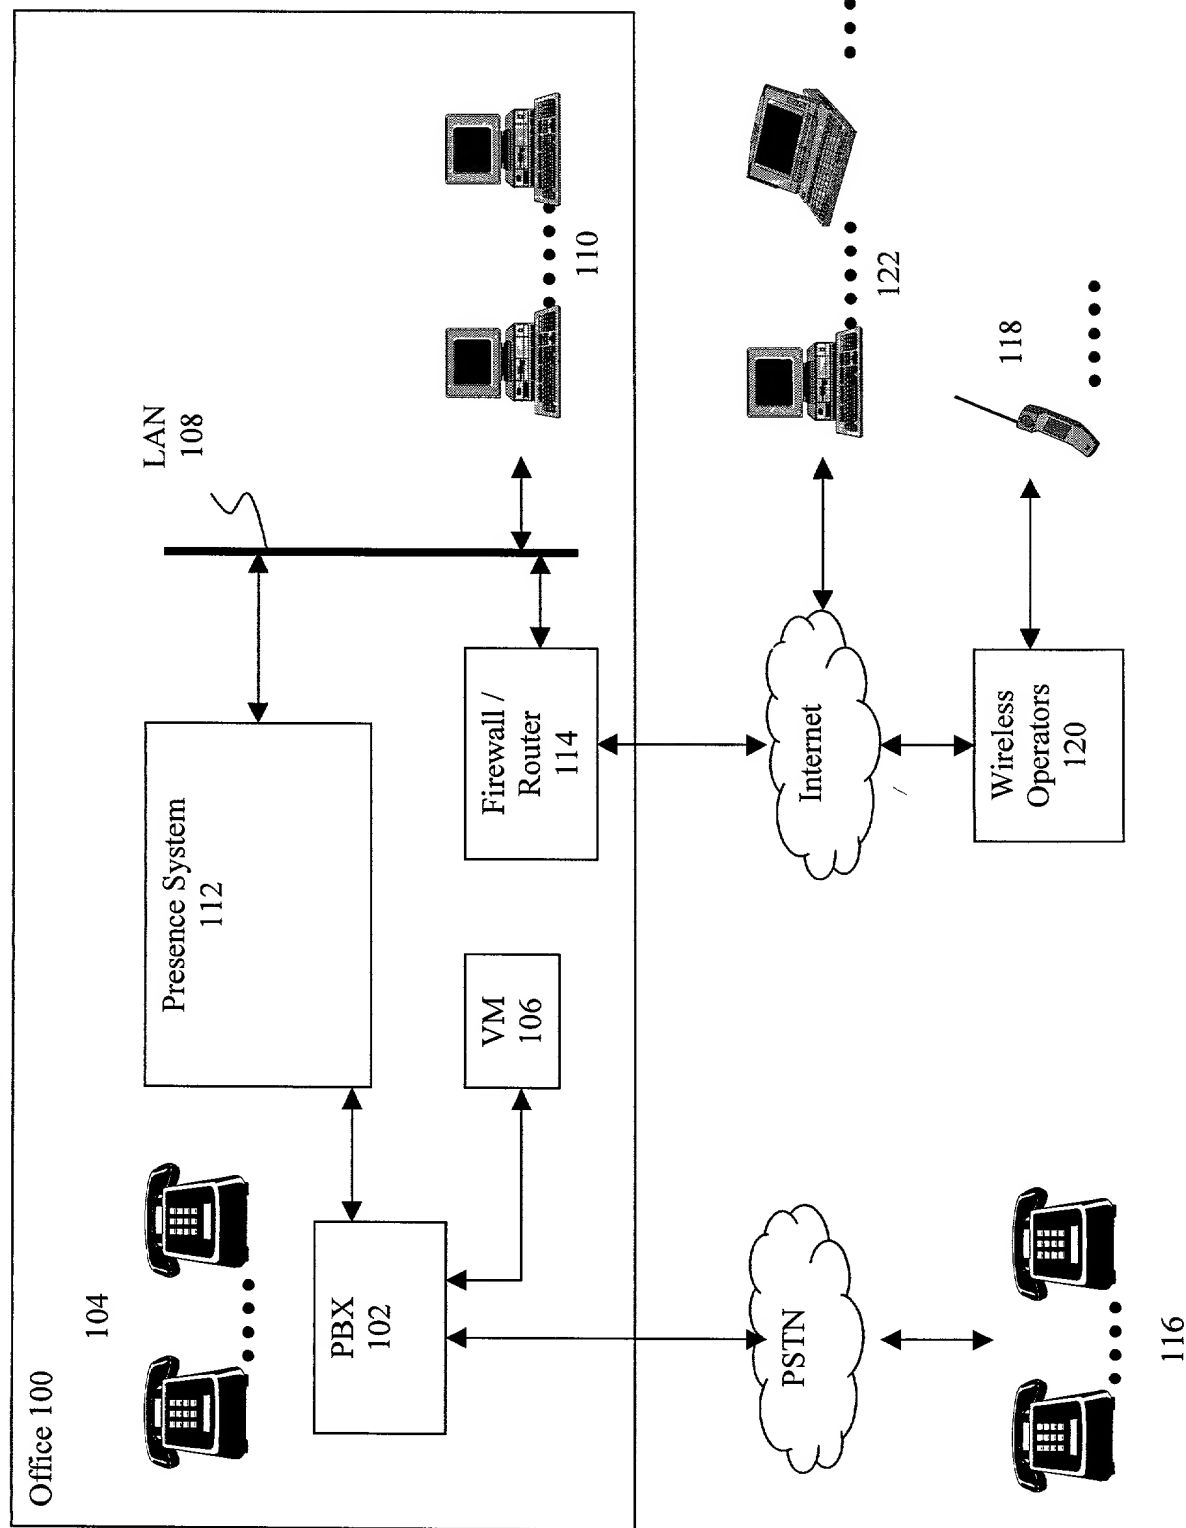 Office 100
104
PBX
102
Presence System
112
VM
106
Firewall /
Router
114
LAN
108
110
PSTN
116
Internet
Wireless
Operators
120
122
118